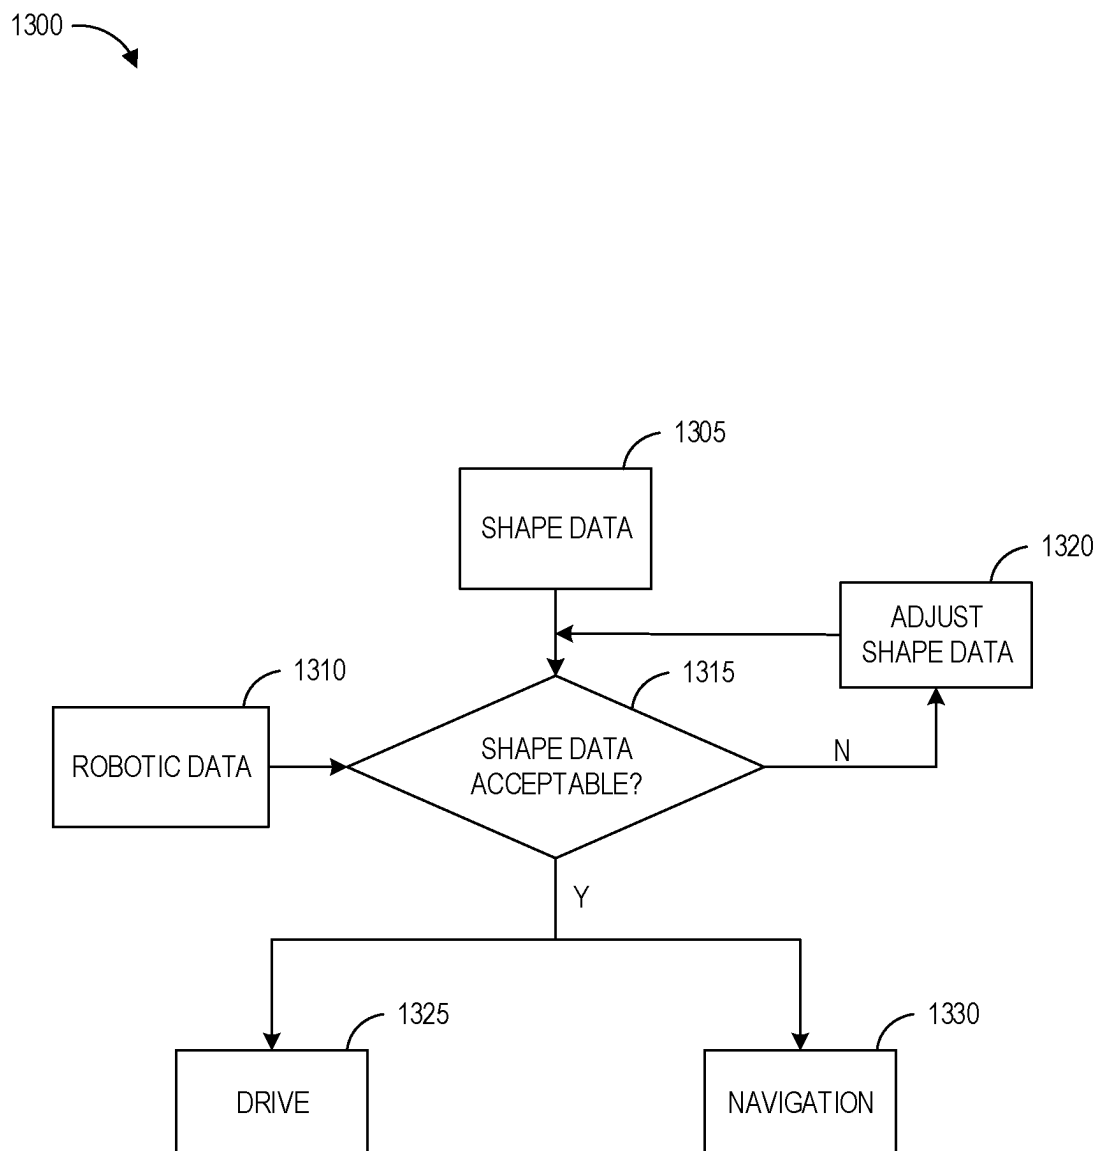 1300
1305
SHAPE DATA
1320
ADJUST
SHAPE DATA
1310
1315
ROBOTIC DATA
SHAPE DATA
ACCEPTABLE?
N
Y
1325
1330
DRIVE
NAVIGATION